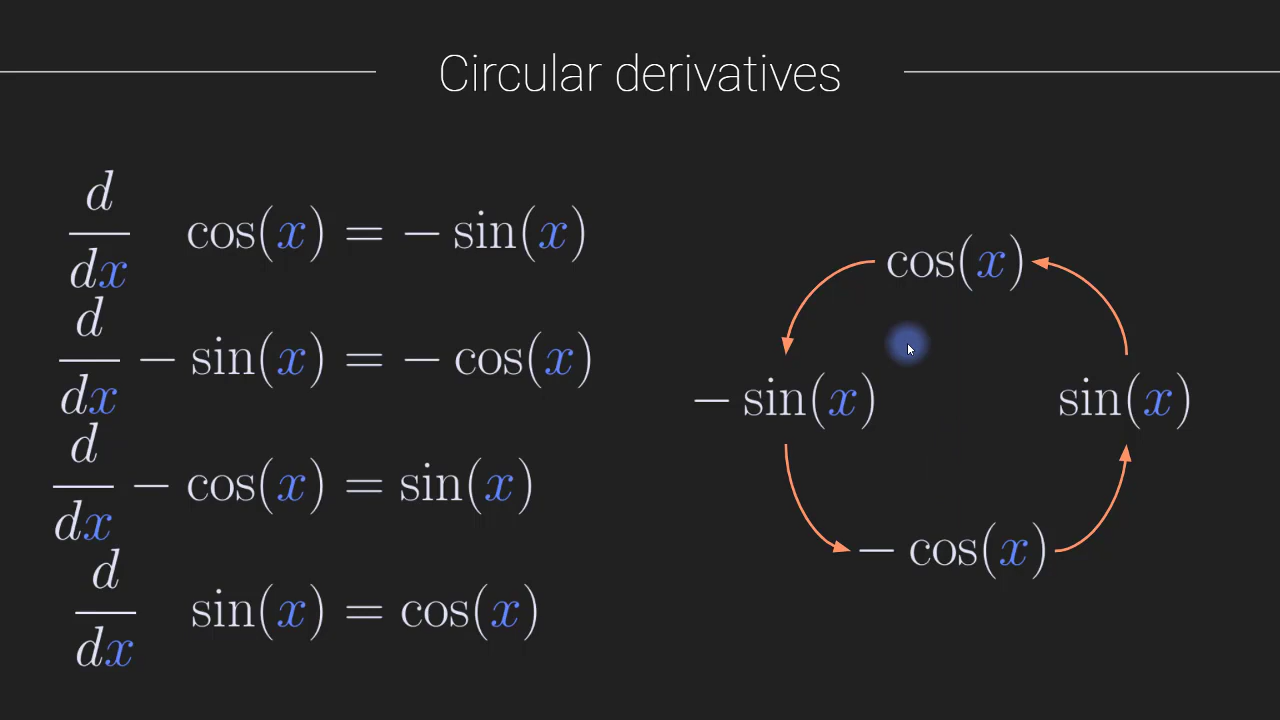 Circular derivatives
d/dx cos(x) = − sin(x)
d/dx − sin(x) = − cos(x)
d/dx − cos(x) = sin(x)
d/dx sin(x) = cos(x)
cos(x)
− sin(x)
sin(x)
− cos(x)